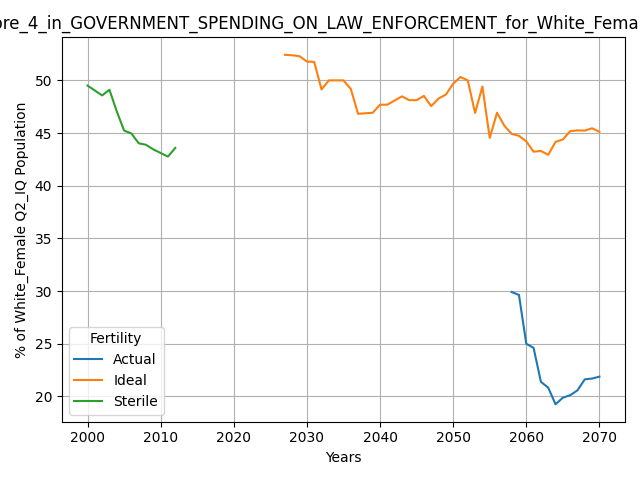 ore_4_in_GOVERNMENT_SPENDING_ON_LAW_ENFORCEMENT_for_White_Fema
% of White_Female Q2_IQ Population
50
45
40
35
30
25
20
Fertility
Actual
Ideal
Sterile
2000 2010 2020 2030 2040 2050 2060 2070
Years